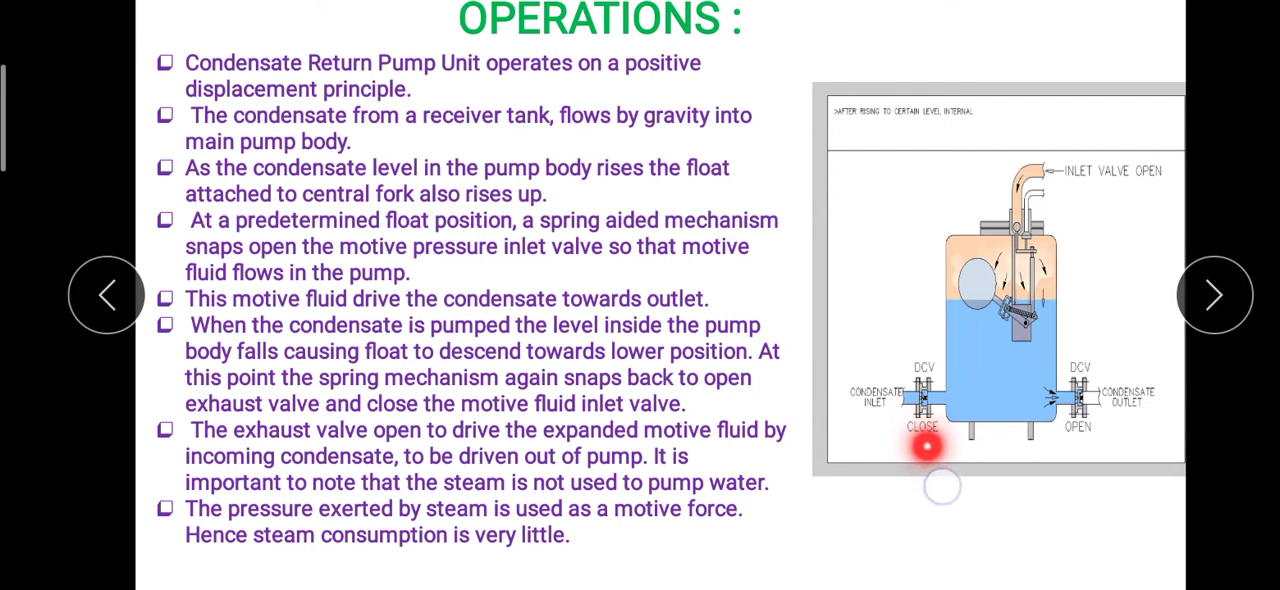 OPERATIONS :
❑ Condensate Return Pump Unit operates on a positive
displacement principle.
❑ The condensate from a receiver tank, flows by gravity into
main pump body.
❑ As the condensate level in the pump body rises the float
attached to central fork also rises up.
❑ At a predetermined float position, a spring aided mechanism
snaps open the motive pressure inlet valve so that motive
fluid flows in the pump.
❑ This motive fluid drive the condensate towards outlet.
❑ When the condensate is pumped the level inside the pump
body falls causing float to descend towards lower position. At
this point the spring mechanism again snaps back to open
exhaust valve and close the motive fluid inlet valve.
❑ The exhaust valve open to drive the expanded motive fluid by
incoming condensate, to be driven out of pump. It is
important to note that the steam is not used to pump water.
❑ The pressure exerted by steam is used as a motive force.
Hence steam consumption is very little.
>AFTER RISING TO CERTAIN LEVEL INTERNAL
INLET VALVE OPEN
DCV
CONDENSATE
INLET
CLOSE
DCV
CONDENSATE
OUTLET
OPEN